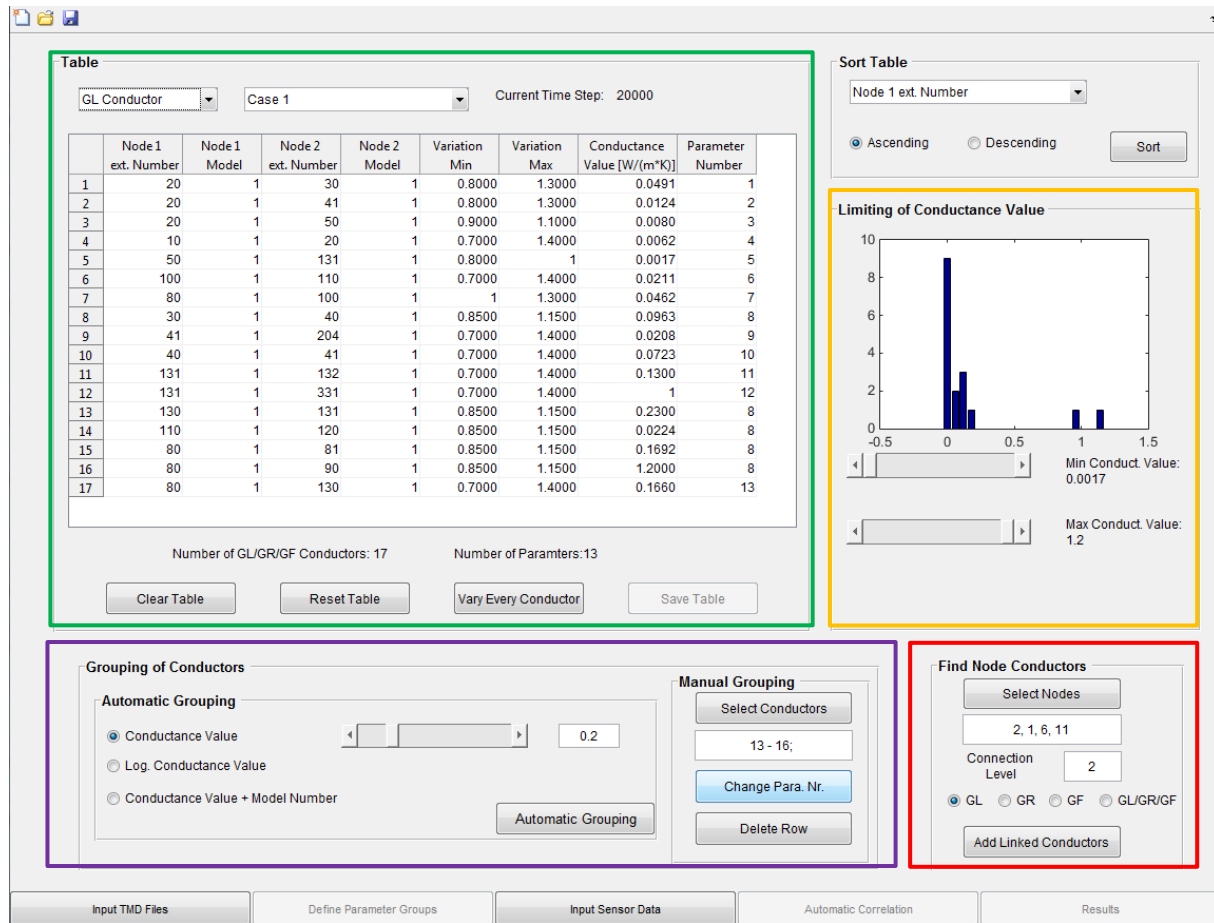 Table
GL Conductor
Case 1
Current Time Step: 20000
Node 1 Node 1 Node 2 Node 2 Variation Variation Conductance Parameter
ext. Number Model ext. Number Model Min Max Value [W/(m*K)] Number
1 20 1 30 1 0.8000 1.3000 0.0491 1
2 20 1 41 1 0.8000 1.3000 0.0124 2
3 20 1 50 1 0.9000 1.1000 0.0080 3
4 10 1 20 1 0.7000 1.4000 0.0062 4
5 50 1 131 1 0.8000 1 0.0017 5
6 100 1 110 1 0.7000 1.4000 0.0211 6
7 80 1 100 1 1 1.3000 0.0462 7
8 30 1 40 1 0.8500 1.1500 0.0963 8
9 41 1 204 1 0.7000 1.4000 0.0208 9
10 40 1 41 1 0.7000 1.4000 0.0723 10
11 131 1 132 1 0.7000 1.4000 0.1300 11
12 131 1 331 1 0.7000 1.4000 1 12
13 130 1 131 1 0.8500 1.1500 0.2300 8
14 110 1 120 1 0.8500 1.1500 0.0224 8
15 80 1 81 1 0.8500 1.1500 0.1692 8
16 80 1 90 1 0.8500 1.1500 1.2000 8
17 80 1 130 1 0.7000 1.4000 0.1660 13
Number of GL/GR/GF Conductors: 17
Number of Paramters:13
Clear Table
Reset Table
Vary Every Conductor
Save Table
Sort Table
Node 1 ext. Number
Ascending
Descending
Sort
Limiting of Conductance Value
10
8
6
4
2
0
-0.5 0 0.5 1 1.5
Min Conduct. Value:
0.0017
Max Conduct. Value:
1.2
Grouping of Conductors
Automatic Grouping
Conductance Value
0.2
Log. Conductance Value
Conductance Value + Model Number
Automatic Grouping
Manual Grouping
Select Conductors
13 - 16;
Change Para. Nr.
Delete Row
Find Node Conductors
Select Nodes
2, 1, 6, 11
Connection
Level
2
GL GR GF GL/GR/GF
Add Linked Conductors
Input TMD Files
Define Parameter Groups
Input Sensor Data
Automatic Correlation
Results